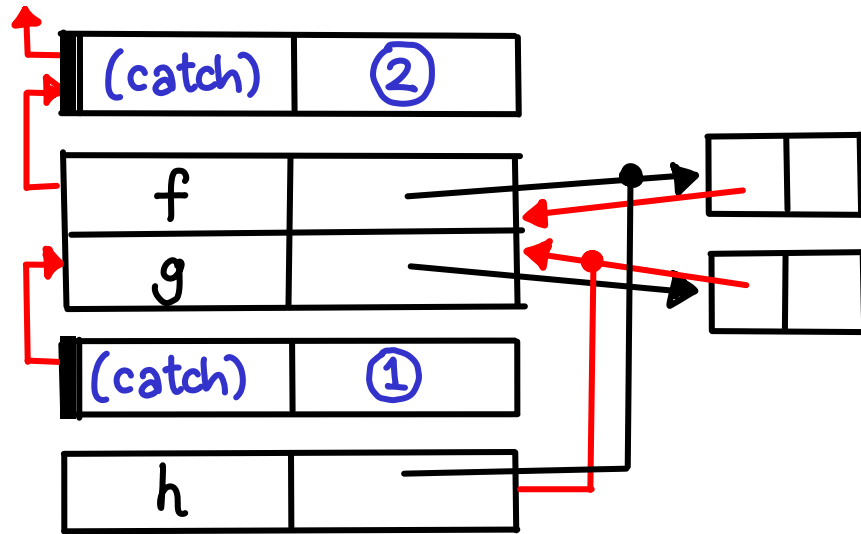 (catch) ②
f
g
(catch) ①
h